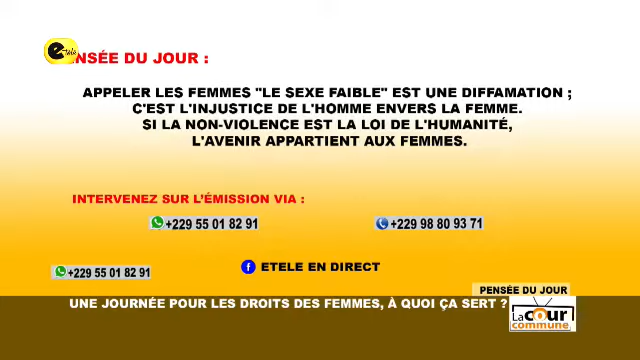 e-tele
NSÉE DU JOUR :
APPELER LES FEMMES "LE SEXE FAIBLE" EST UNE DIFFAMATION ;
C'EST L'INJUSTICE DE L'HOMME ENVERS LA FEMME.
SI LA NON-VIOLENCE EST LA LOI DE L'HUMANITÉ,
L'AVENIR APPARTIENT AUX FEMMES.
INTERVENEZ SUR L'ÉMISSION VIA :
+229 55 01 82 91
+229 98 80 93 71
+229 55 01 82 91
f ETELE EN DIRECT
PENSÉE DU JOUR
UNE JOURNÉE POUR LES DROITS DES FEMMES, À QUOI ÇA SERT ?
La cour
commune